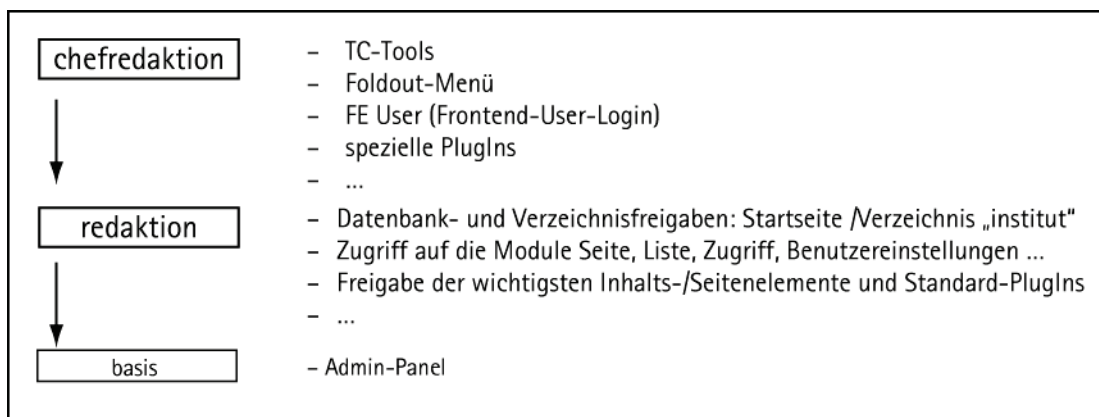 chefredaktion
– TC-Tools
– Foldout-Menü
– FE User (Frontend-User-Login)
– spezielle PlugIns
– ...
redaktion
– Datenbank- und Verzeichnisfreigaben: Startseite /Verzeichnis „institut“
– Zugriff auf die Module Seite, Liste, Zugriff, Benutzereinstellungen ...
– Freigabe der wichtigsten Inhalts-/Seitenelemente und Standard-PlugIns
– ...
basis
– Admin-Panel